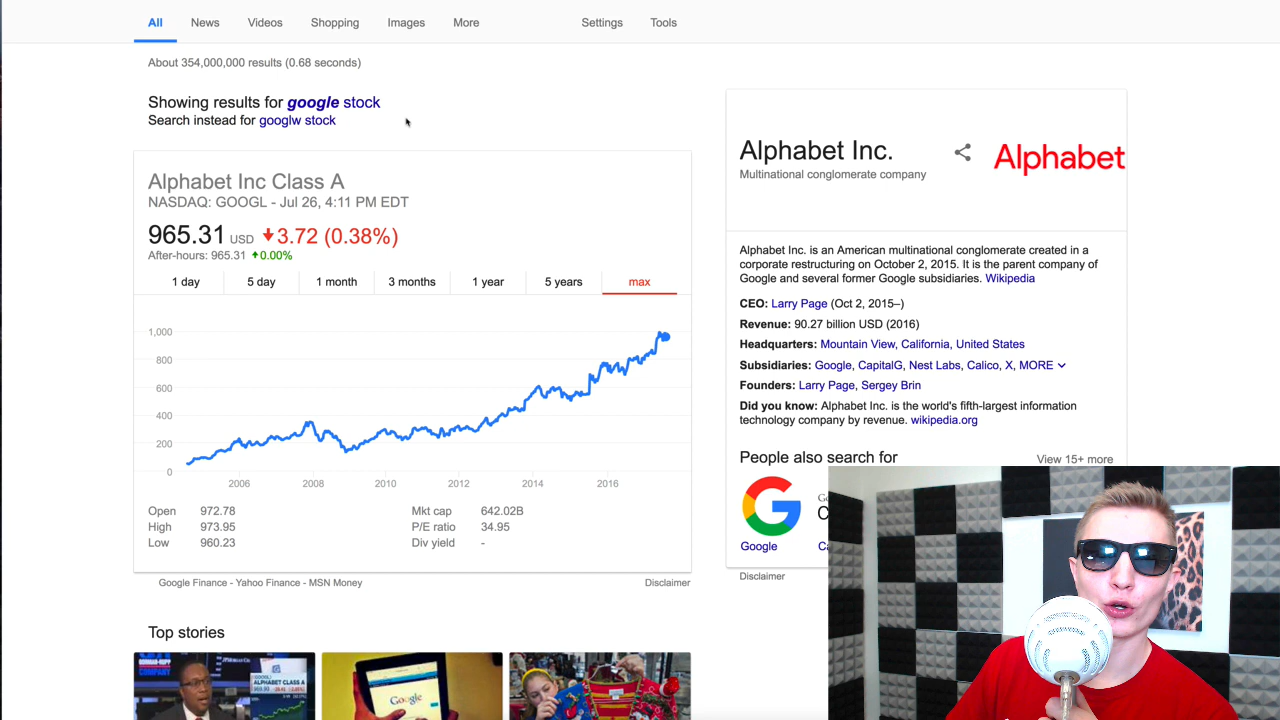 All News Videos Shopping Images More Settings Tools
About 354,000,000 results (0.68 seconds)
Showing results for google stock
Search instead for googlw stock
Alphabet Inc Class A
NASDAQ: GOOGL - Jul 26, 4:11 PM EDT
965.31 USD 3.72 (0.38%)
After-hours: 965.31 0.00%
1 day 5 day 1 month 3 months 1 year 5 years max
1,000
800
600
400
200
0
2006 2008 2010 2012 2014 2016
Open 972.78 Mkt cap 642.02B
High 973.95 P/E ratio 34.95
Low 960.23 Div yield -
Google Finance - Yahoo Finance - MSN Money Disclaimer
Top stories
COMPANY
ALPHABET CLASS A
Google
Alphabet Inc.
Alphabet
Multinational conglomerate company
Alphabet Inc. is an American multinational conglomerate created in a
corporate restructuring on October 2, 2015. It is the parent company of
Google and several former Google subsidiaries. Wikipedia
CEO: Larry Page (Oct 2, 2015–)
Revenue: 90.27 billion USD (2016)
Headquarters: Mountain View, California, United States
Subsidiaries: Google, CapitalG, Nest Labs, Calico, X, MORE
Founders: Larry Page, Sergey Brin
Did you know: Alphabet Inc. is the world's fifth-largest information
technology company by revenue. wikipedia.org
People also search for View 15+ more
Google
Disclaimer